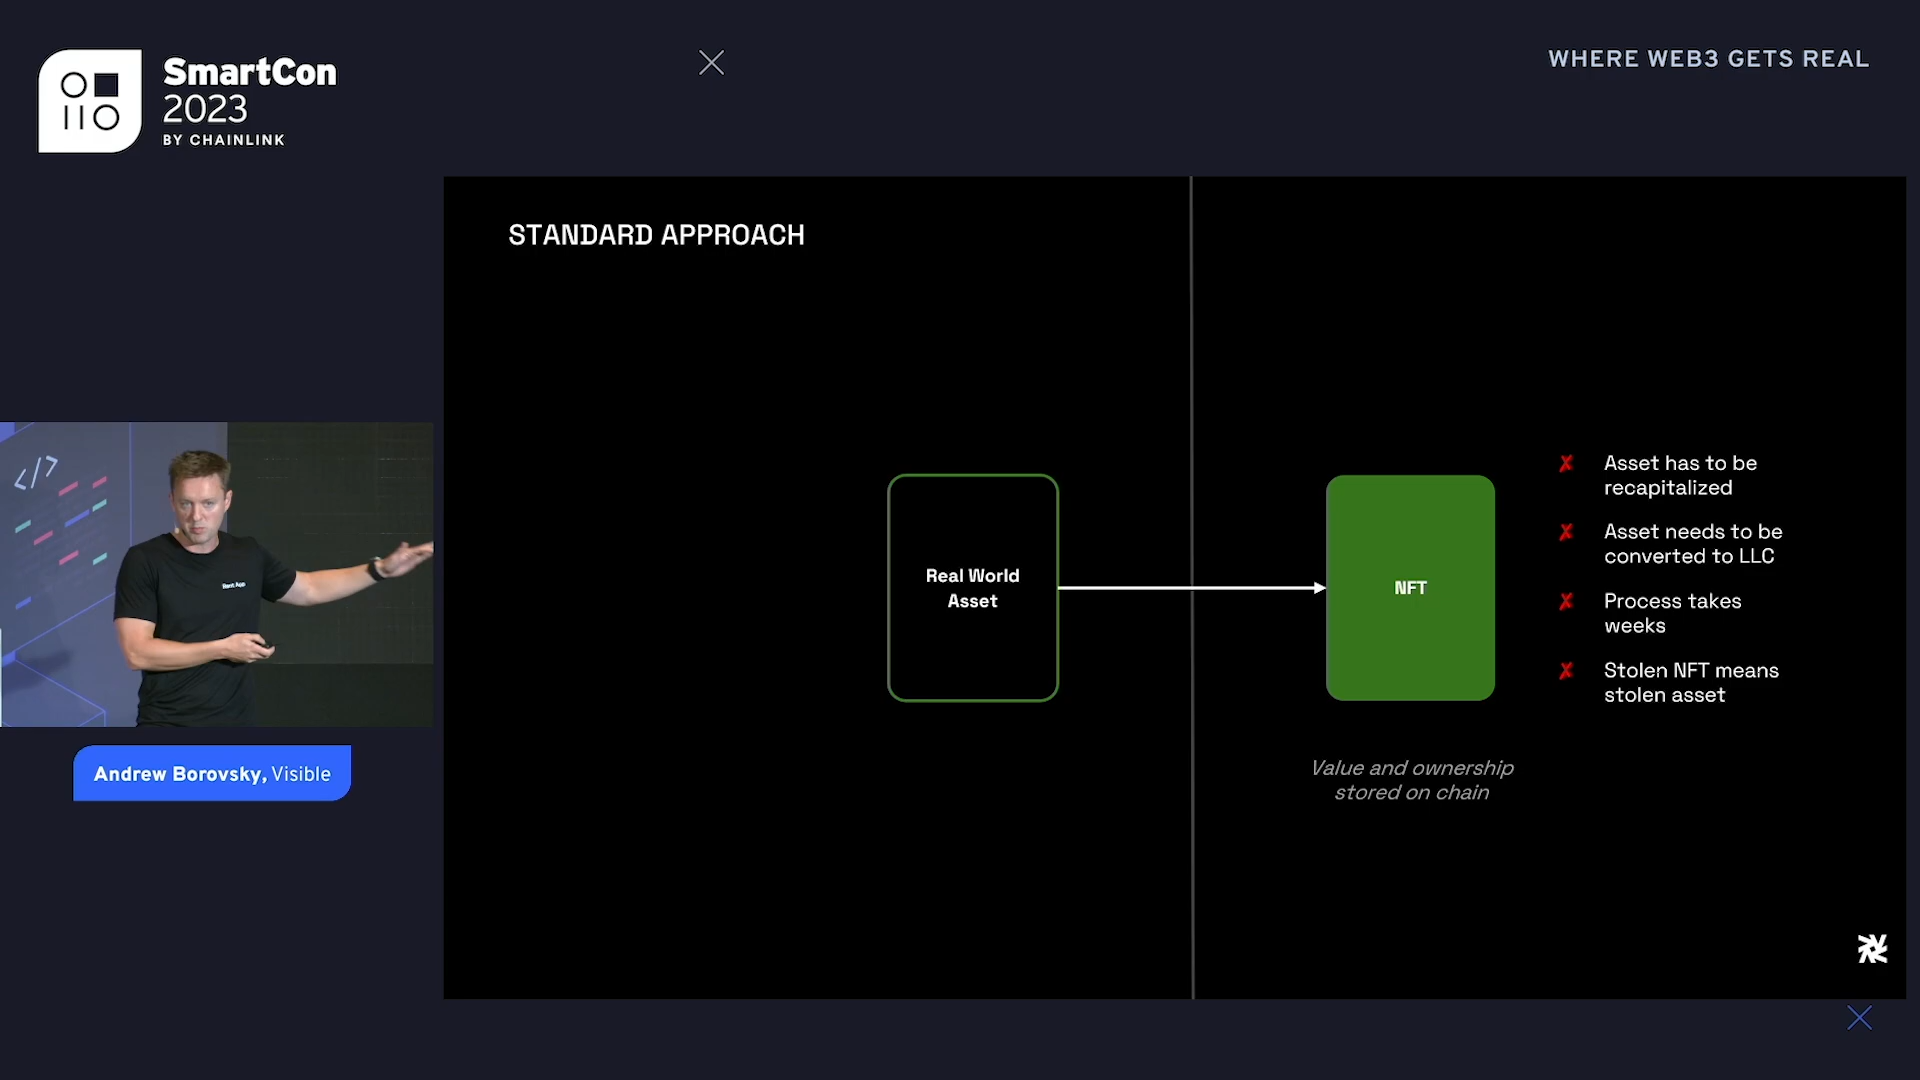 SmartCon
2023
BY CHAINLINK
WHERE WEB3 GETS REAL
STANDARD APPROACH
Real World
Asset
NFT
✗ Asset has to be
recapitalized
✗ Asset needs to be
converted to LLC
✗ Process takes
weeks
✗ Stolen NFT means
stolen asset
Value and ownership
stored on chain
</>
Rent App
Andrew Borovsky, Visible